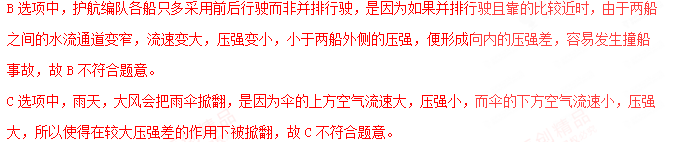 B 选项中，护航编队各船只多采用前后行驶而非并排行驶，是因为如果并排行驶且靠的比较近时，由于两船
之间的水流通道变窄，流速变大，压强变小，小于两船外侧的压强，便形成向内的压强差，容易发生撞船
事故，故 B 不符合题意。
C 选项中，雨天，大风会把雨伞掀翻，是因为伞的上方空气流速大，压强小，而伞的下方空气流速小，压强
大，所以使得在较大压强差的作用下被掀翻，故 C 不符合题意。